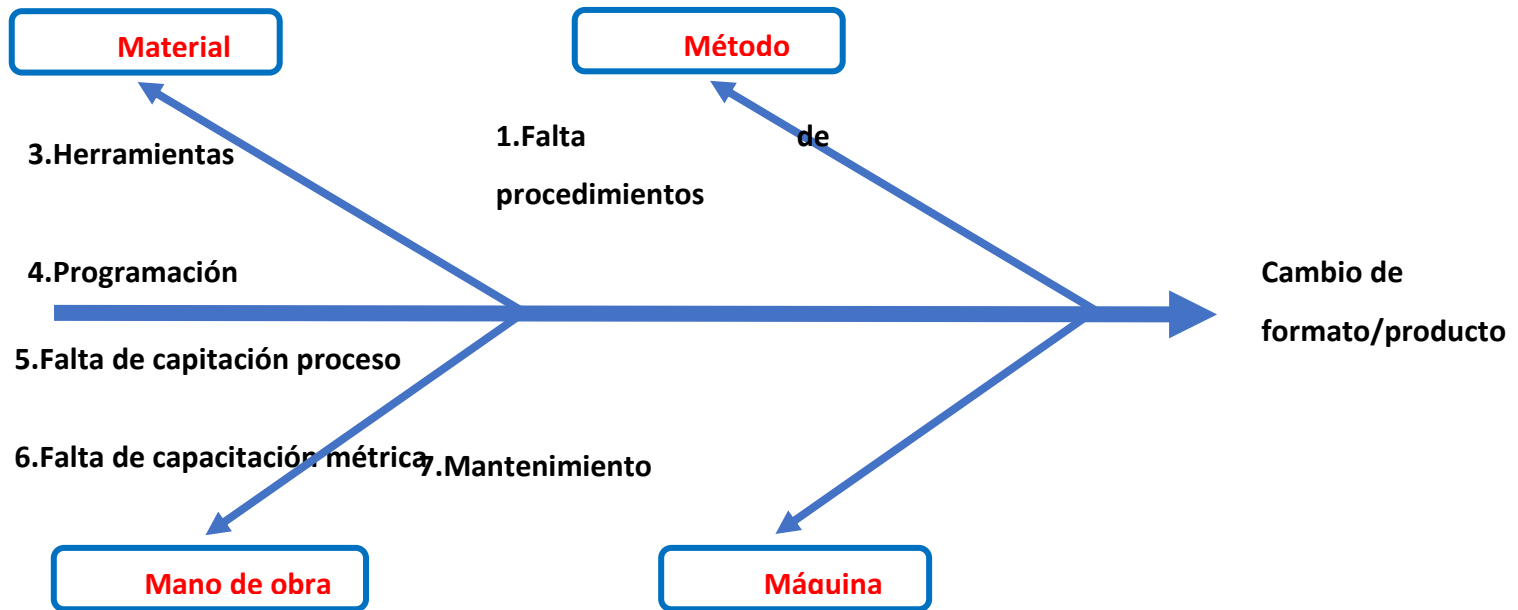 Material
Método
3.Herramientas
1.Falta de
procedimientos
4.Programación
Cambio de
formato/producto
5.Falta de capitación proceso
6.Falta de capacitación métrica
7.Mantenimiento
Mano de obra
Máquina